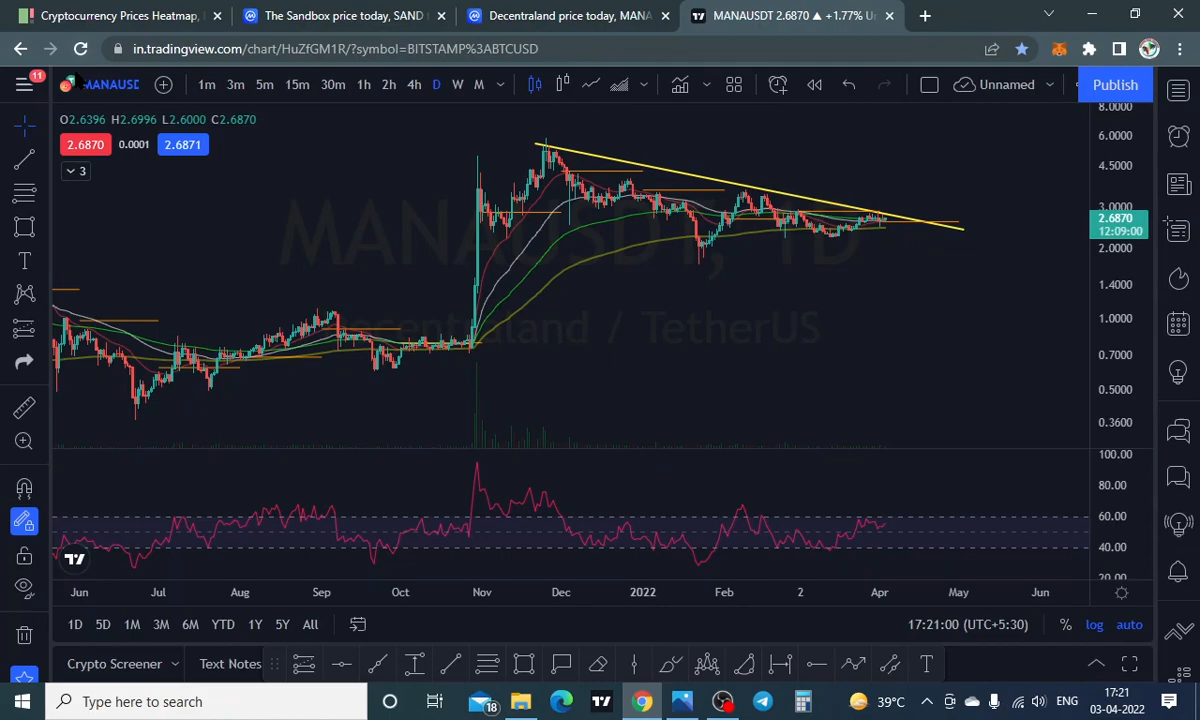 Cryptocurrency Prices Heatmap,
The Sandbox price today, SAND
Decentraland price today, MANA
MANAUSDT 2.6870 ▲ +1.77% Un
in.tradingview.com/chart/HuZfGM1R/?symbol=BITSTAMP%3ABTCUSD
11
MANAUSD
1m 3m 5m 15m 30m 1h 2h 4h D W M
Unnamed
Publish
O2.6396 H2.6996 L2.6000 C2.6870
2.6870 0.0001 2.6871
3
MANAUSDT, 1D
Decentraland / TetherUS
8.0000
6.0000
4.5000
3.0000
2.6870
12:09:00
2.0000
1.4000
1.0000
0.7000
0.5000
0.3600
100.00
80.00
60.00
40.00
20.00
Jun Jul Aug Sep Oct Nov Dec 2022 Feb 2 Apr May Jun
1D 5D 1M 3M 6M YTD 1Y 5Y All
17:21:00 (UTC+5:30) % log auto
Crypto Screener Text Notes
Type here to search
18
39°C
ENG
17:21
03-04-2022